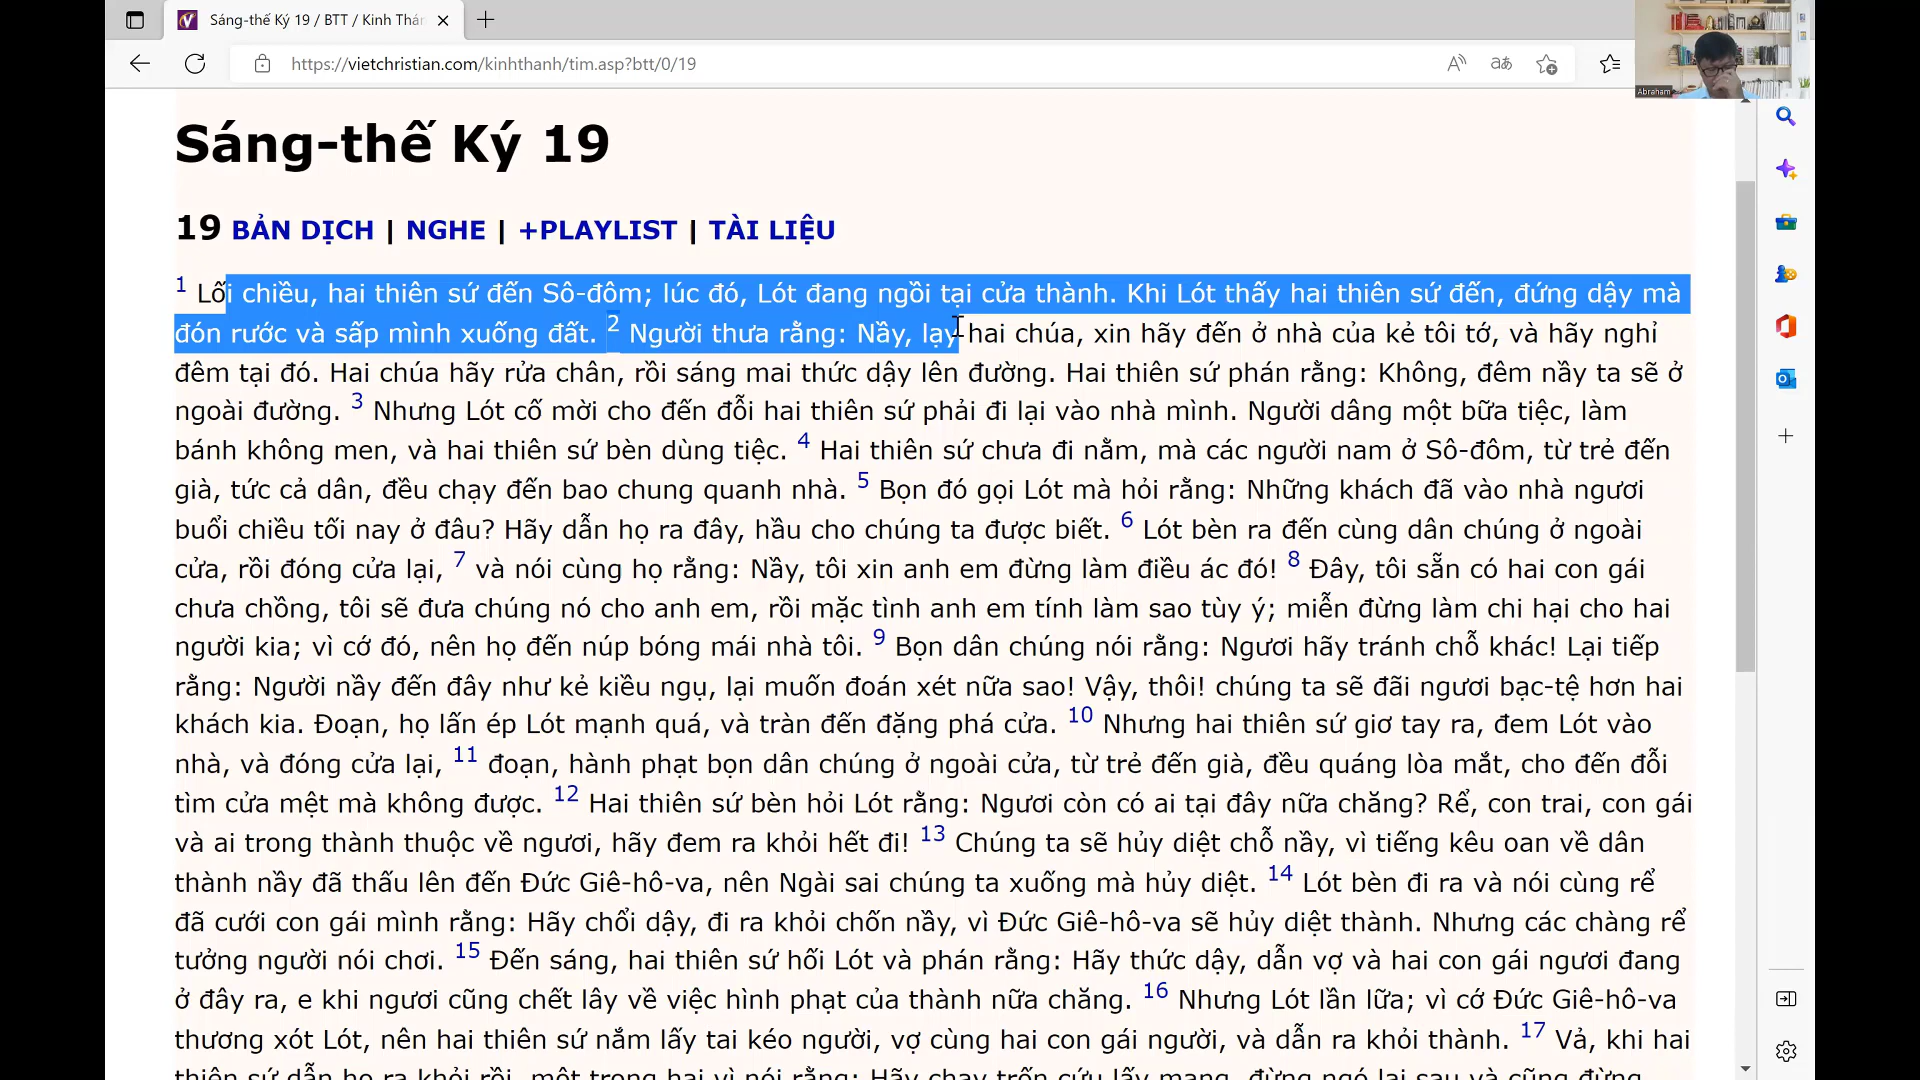 Sáng-thế Ký 19 / BTT / Kinh Thán
https://vietchristian.com/kinhthanh/tim.asp?btt/0/19
Abraham
Sáng-thế Ký 19
19 BẢN DỊCH | NGHE | +PLAYLIST | TÀI LIỆU
1 Lối chiều, hai thiên sứ đến Sô-đôm; lúc đó, Lót đang ngồi tại cửa thành. Khi Lót thấy hai thiên sứ đến, đứng dậy mà
đón rước và sấp mình xuống đất. 2 Người thưa rằng: Nầy, lạy hai chúa, xin hãy đến ở nhà của kẻ tôi tớ, và hãy nghỉ
đêm tại đó. Hai chúa hãy rửa chân, rồi sáng mai thức dậy lên đường. Hai thiên sứ phán rằng: Không, đêm nầy ta sẽ ở
ngoài đường. 3 Nhưng Lót cố mời cho đến đỗi hai thiên sứ phải đi lại vào nhà mình. Người dâng một bữa tiệc, làm
bánh không men, và hai thiên sứ bèn dùng tiệc. 4 Hai thiên sứ chưa đi nằm, mà các người nam ở Sô-đôm, từ trẻ đến
già, tức cả dân, đều chạy đến bao chung quanh nhà. 5 Bọn đó gọi Lót mà hỏi rằng: Những khách đã vào nhà ngươi
buổi chiều tối nay ở đâu? Hãy dẫn họ ra đây, hầu cho chúng ta được biết. 6 Lót bèn ra đến cùng dân chúng ở ngoài
cửa, rồi đóng cửa lại, 7 và nói cùng họ rằng: Nầy, tôi xin anh em đừng làm điều ác đó! 8 Đây, tôi sẵn có hai con gái
chưa chồng, tôi sẽ đưa chúng nó cho anh em, rồi mặc tình anh em tính làm sao tùy ý; miễn đừng làm chi hại cho hai
người kia; vì cớ đó, nên họ đến núp bóng mái nhà tôi. 9 Bọn dân chúng nói rằng: Ngươi hãy tránh chỗ khác! Lại tiếp
rằng: Người nầy đến đây như kẻ kiều ngụ, lại muốn đoán xét nữa sao! Vậy, thôi! chúng ta sẽ đãi ngươi bạc-tệ hơn hai
khách kia. Đoạn, họ lấn ép Lót mạnh quá, và tràn đến đặng phá cửa. 10 Nhưng hai thiên sứ giơ tay ra, đem Lót vào
nhà, và đóng cửa lại, 11 đoạn, hành phạt bọn dân chúng ở ngoài cửa, từ trẻ đến già, đều quáng lòa mắt, cho đến đỗi
tìm cửa mệt mà không được. 12 Hai thiên sứ bèn hỏi Lót rằng: Ngươi còn có ai tại đây nữa chăng? Rể, con trai, con gái
và ai trong thành thuộc về ngươi, hãy đem ra khỏi hết đi! 13 Chúng ta sẽ hủy diệt chỗ nầy, vì tiếng kêu oan về dân
thành nầy đã thấu lên đến Đức Giê-hô-va, nên Ngài sai chúng ta xuống mà hủy diệt. 14 Lót bèn đi ra và nói cùng rể
đã cưới con gái mình rằng: Hãy chổi dậy, đi ra khỏi chốn nầy, vì Đức Giê-hô-va sẽ hủy diệt thành. Nhưng các chàng rể
tưởng người nói chơi. 15 Đến sáng, hai thiên sứ hối Lót và phán rằng: Hãy thức dậy, dẫn vợ và hai con gái ngươi đang
ở đây ra, e khi ngươi cũng chết lây về việc hình phạt của thành nữa chăng. 16 Nhưng Lót lần lữa; vì cớ Đức Giê-hô-va
thương xót Lót, nên hai thiên sứ nắm lấy tai kéo người, vợ cùng hai con gái người, và dẫn ra khỏi thành. 17 Vả, khi hai
thiên sứ dẫn họ ra khỏi rồi, một trong hai vì nói rằng: Hãy chạy trốn cứu lấy mạng, đừng ngó lại sau và cũng đừng